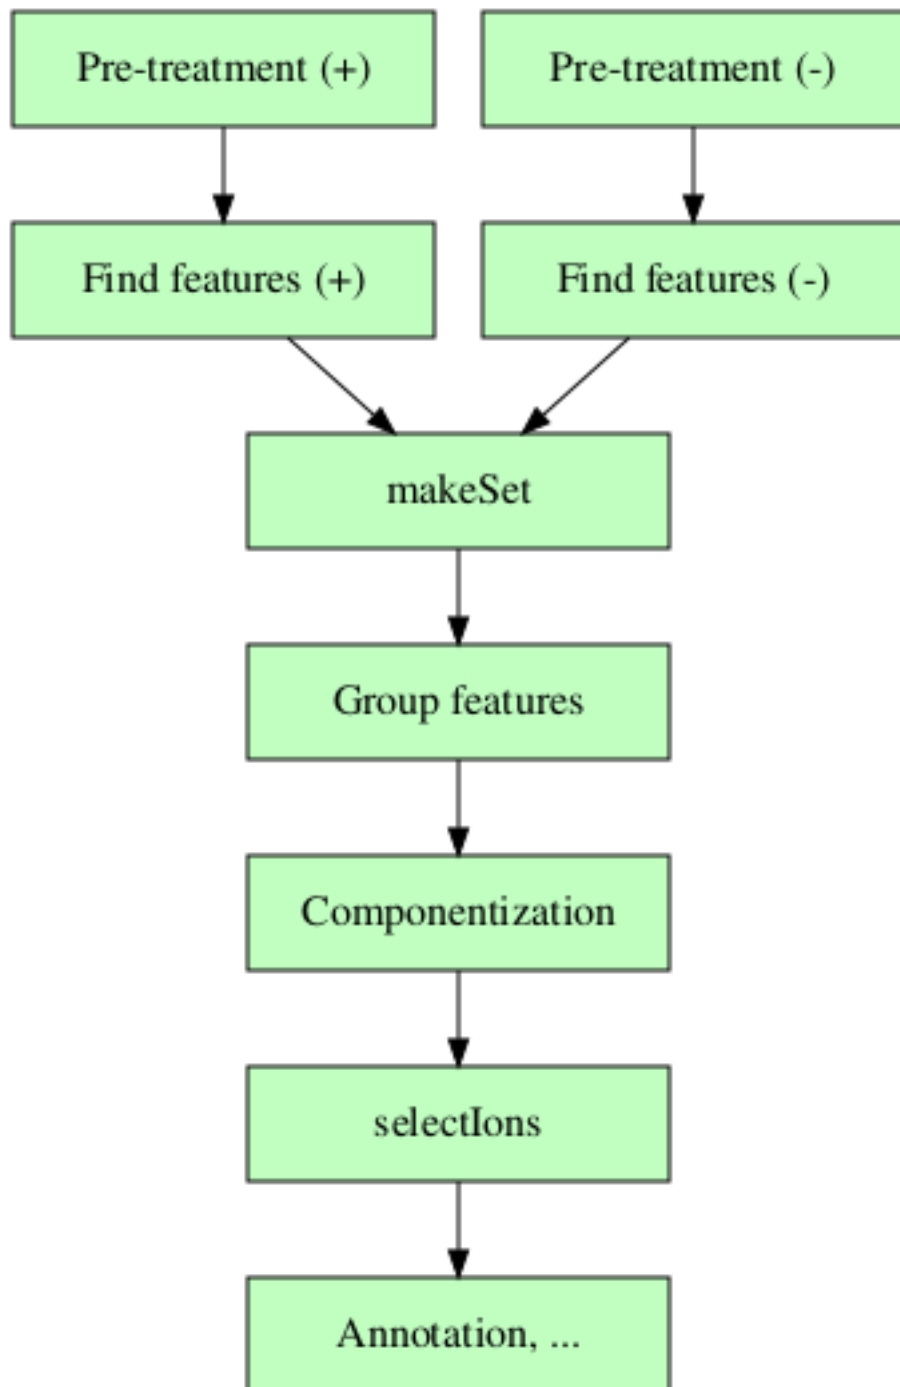 Pre-treatment (+)
Pre-treatment (-)
Find features (+)
Find features (-)
makeSet
Group features
Componentization
selectIons
Annotation, ...